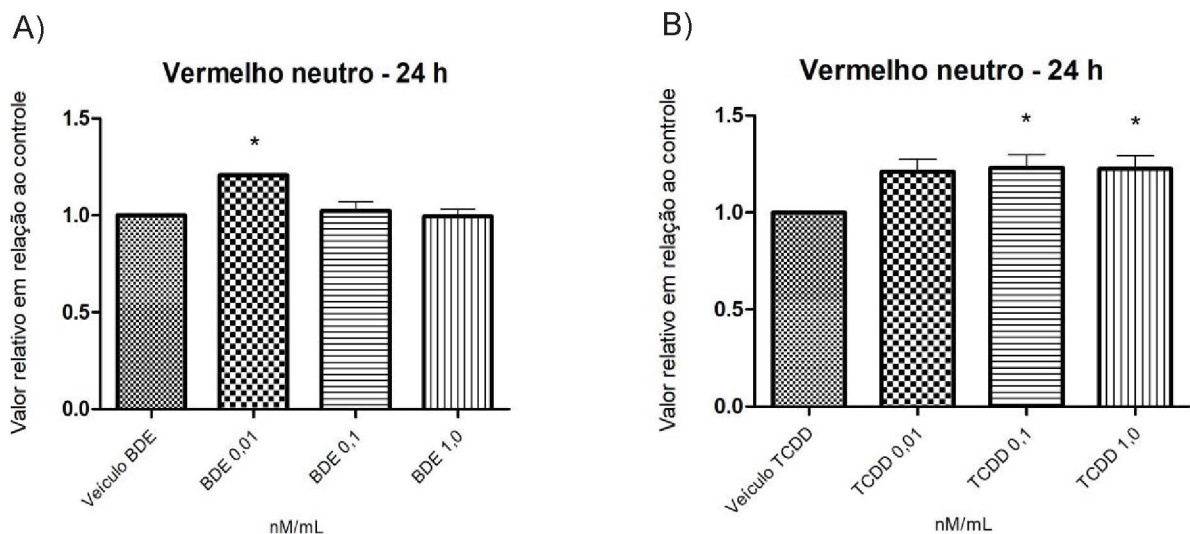 A)
Vermelho neutro - 24 h
Valor relativo em relação ao controle
1.5
*
1.0
0.5
0.0
Veículo BDE
BDE 0,01
BDE 0,1
BDE 1,0
nM/mL
B)
Vermelho neutro - 24 h
Valor relativo em relação ao controle
1.5
* *
1.0
0.5
0.0
Veículo TCDD
TCDD 0,01
TCDD 0,1
TCDD 1,0
nM/mL